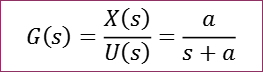 G(s) = X(s)/U(s) = a/(s + a)